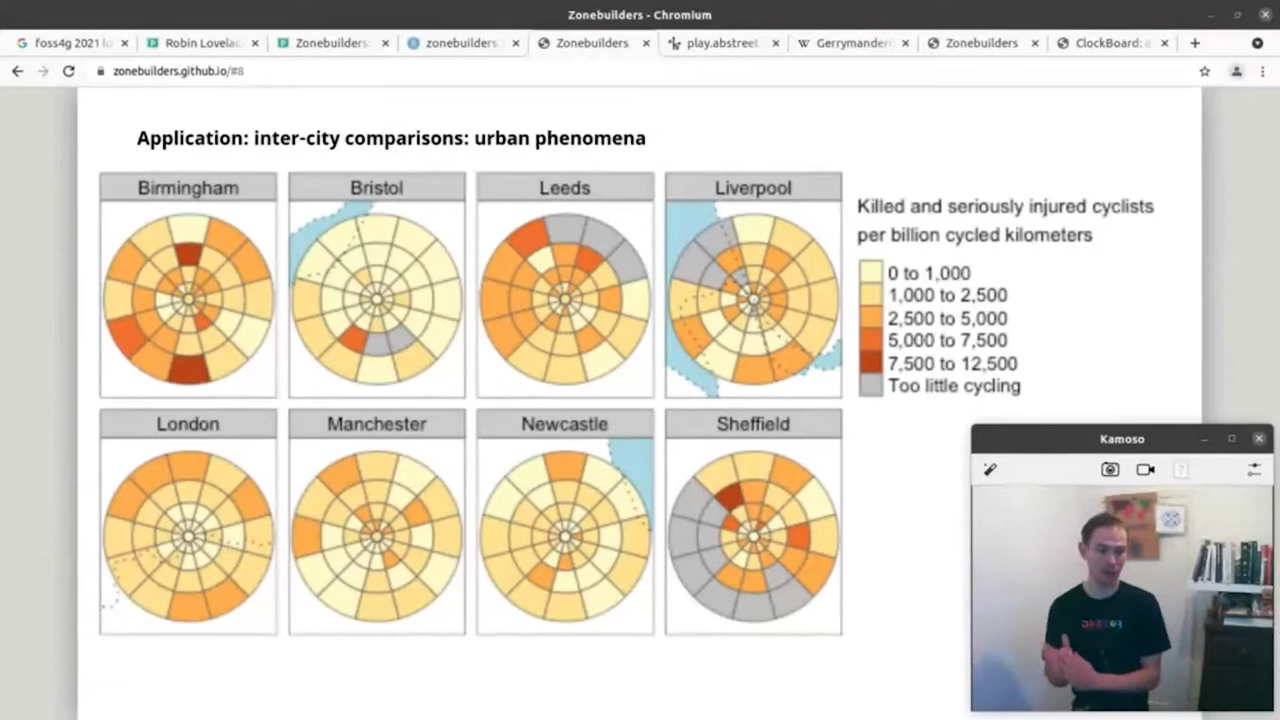 Zonebuilders - Chromium
foss4g 2021 l
Robin Lovelac
Zonebuilders
zonebuilders.
Zonebuilders
play.abstreet
Gerrymander
Zonebuilders
ClockBoard: a
zonebuilders.github.io/#8
Application: inter-city comparisons: urban phenomena
Birmingham
Bristol
Leeds
Liverpool
Killed and seriously injured cyclists
per billion cycled kilometers
0 to 1,000
1,000 to 2,500
2,500 to 5,000
5,000 to 7,500
7,500 to 12,500
Too little cycling
London
Manchester
Newcastle
Sheffield
Kamoso